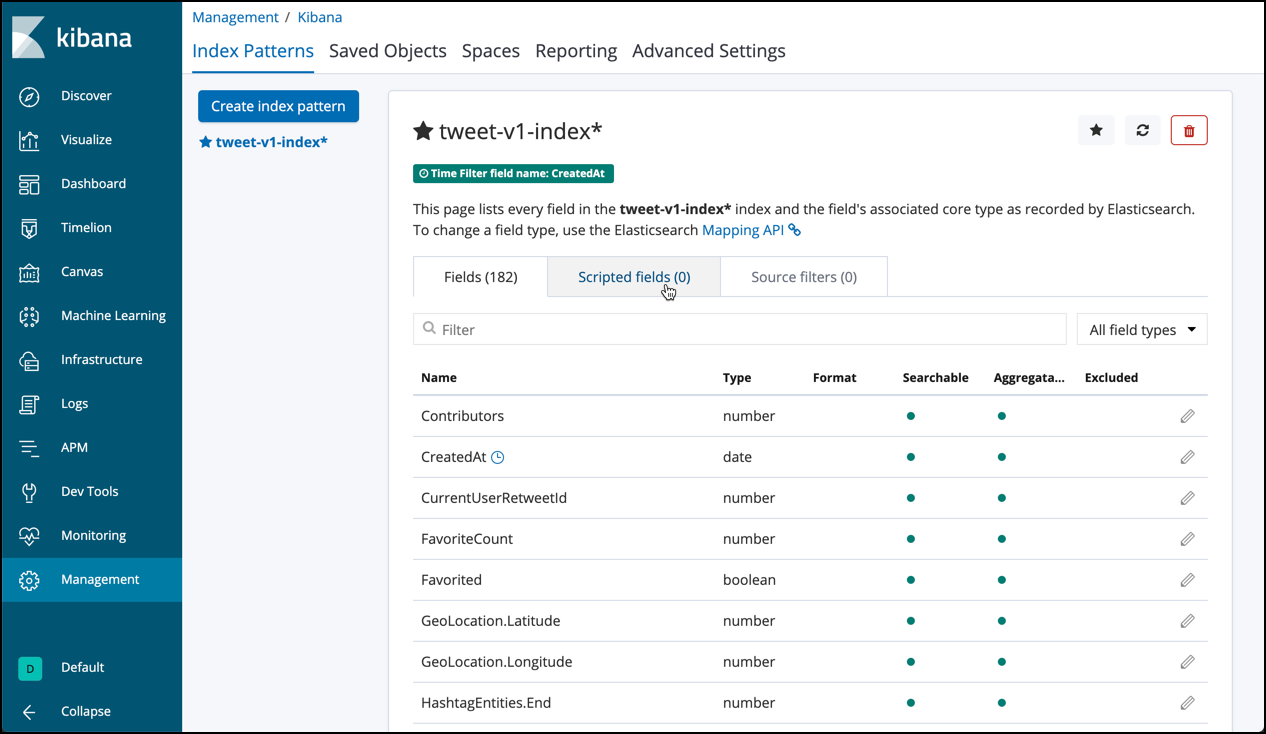 kibana
Discover
Visualize
Dashboard
Timelion
Canvas
Machine Learning
Infrastructure
Logs
APM
Dev Tools
Monitoring
Management
D Default
Collapse
Management / Kibana
Index Patterns Saved Objects Spaces Reporting Advanced Settings
Create index pattern
tweet-v1-index*
tweet-v1-index*
Time Filter field name: CreatedAt
This page lists every field in the tweet-v1-index* index and the field's associated core type as recorded by Elasticsearch.
To change a field type, use the Elasticsearch Mapping API
Fields (182) Scripted fields (0) Source filters (0)
Filter All field types
Name Type Format Searchable Aggregata... Excluded
Contributors number
CreatedAt date
CurrentUserRetweetId number
FavoriteCount number
Favorited boolean
GeoLocation.Latitude number
GeoLocation.Longitude number
HashtagEntities.End number